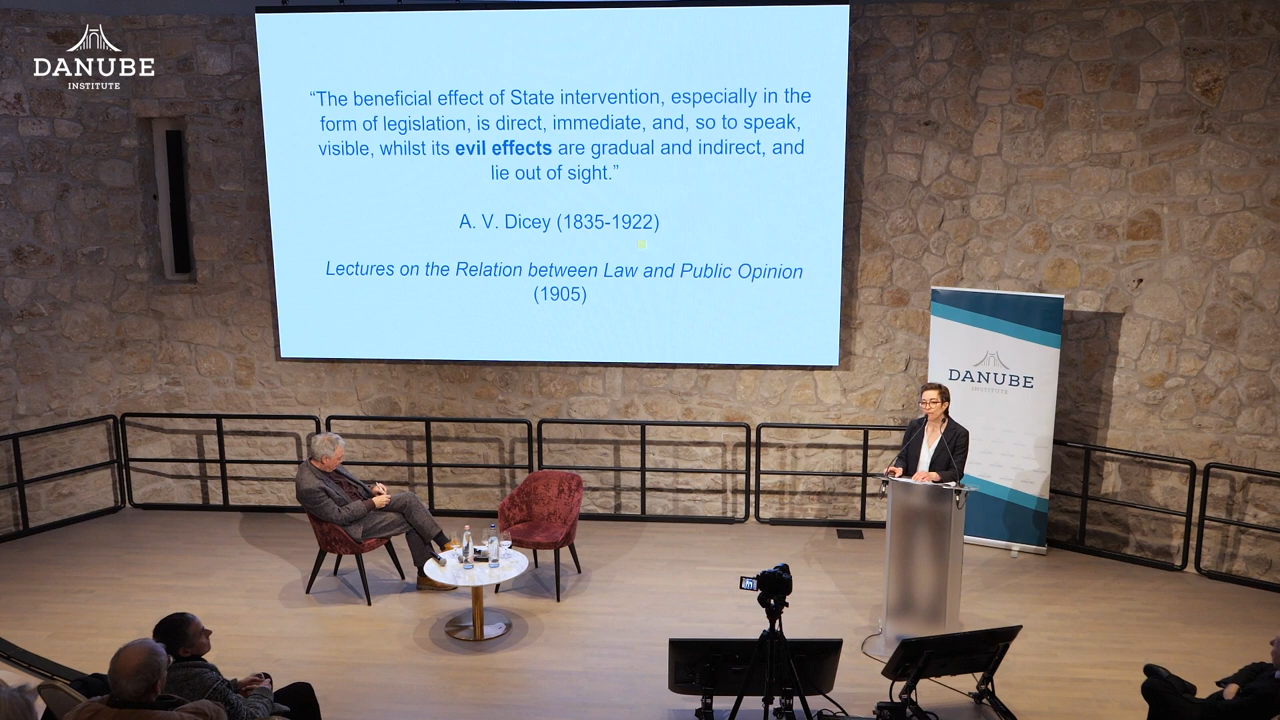 DANUBE
INSTITUTE
“The beneficial effect of State intervention, especially in the
form of legislation, is direct, immediate, and, so to speak,
visible, whilst its evil effects are gradual and indirect, and
lie out of sight.”
A. V. Dicey (1835-1922)
Lectures on the Relation between Law and Public Opinion
(1905)
DANUBE
INSTITUTE